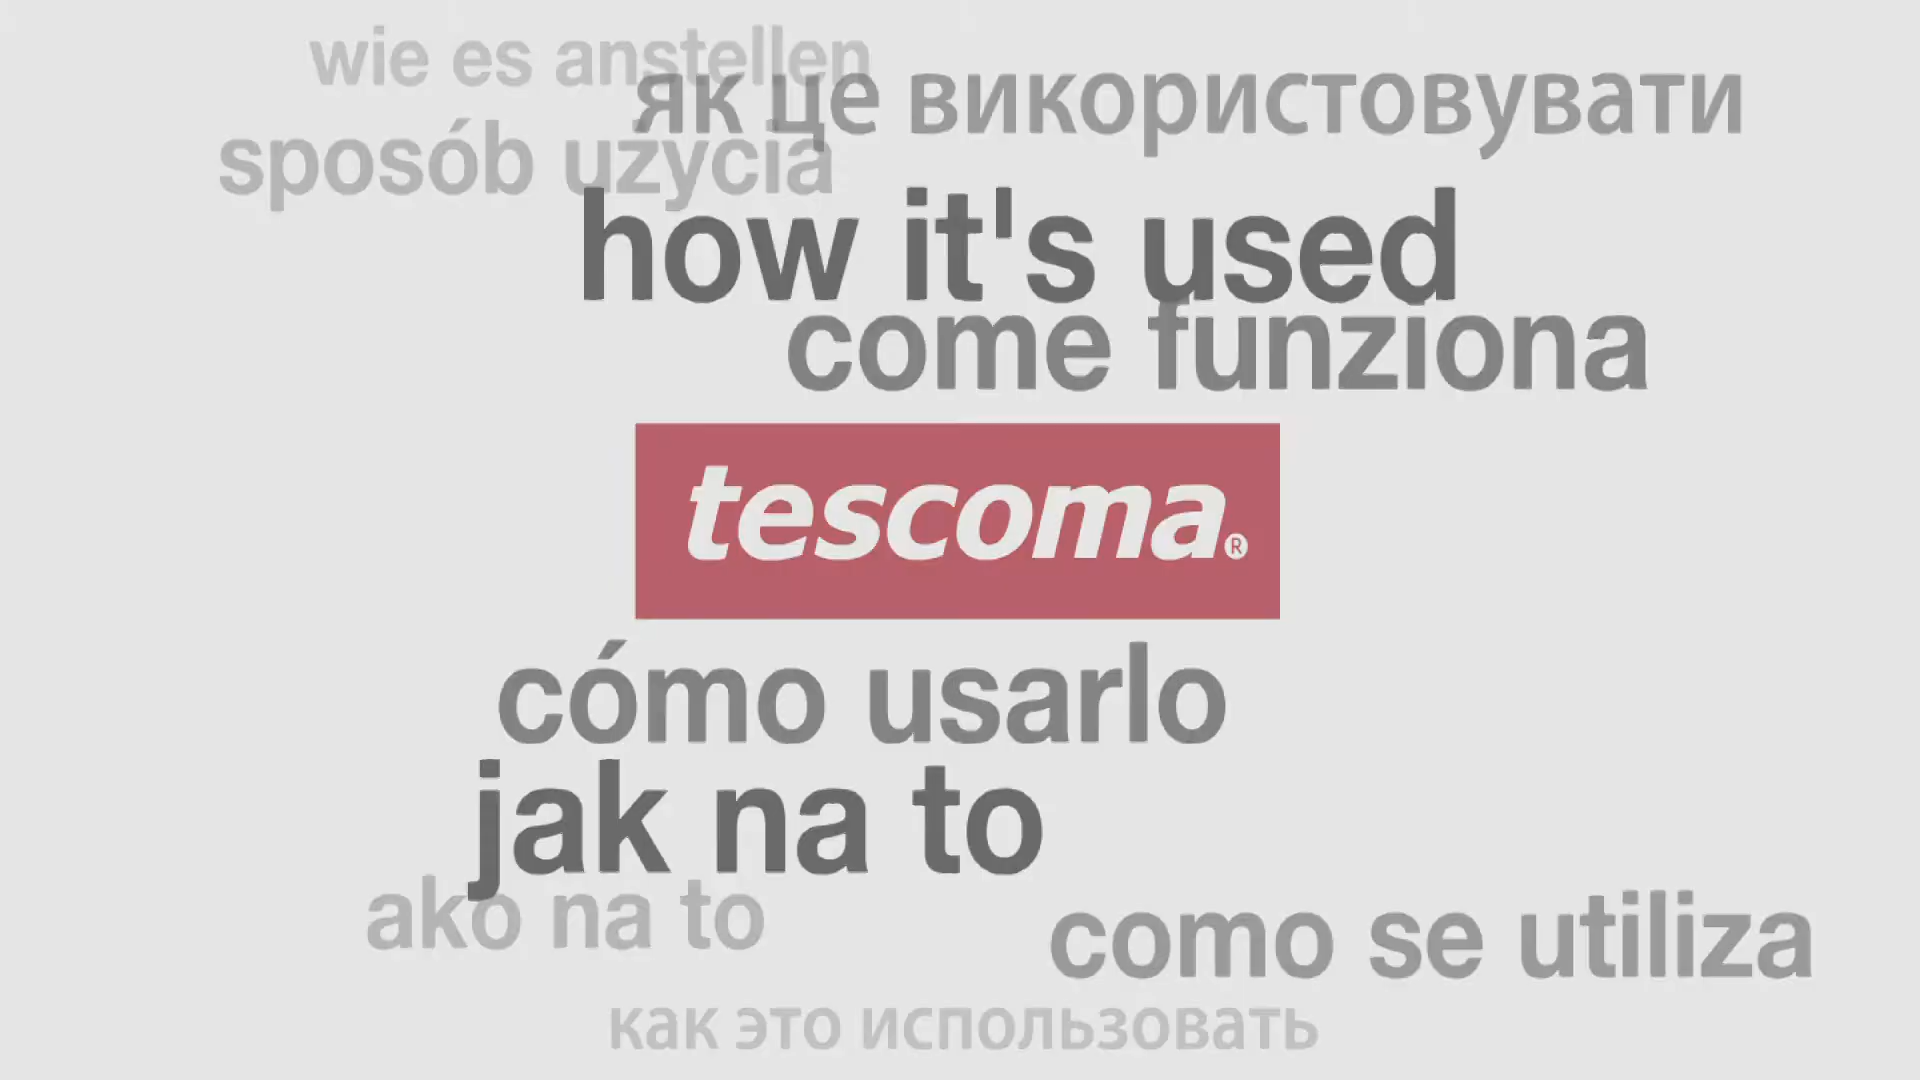 wie es anstellen
як це використовувати
sposób użycia
how it's used
come funziona
tescoma®
cómo usarlo
jak na to
ako na to
como se utiliza
как это использовать